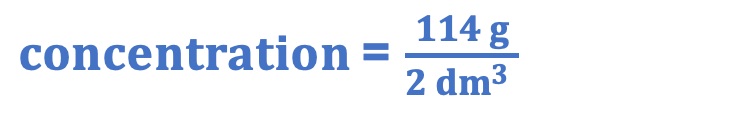 concentration = 114 g / 2 dm³